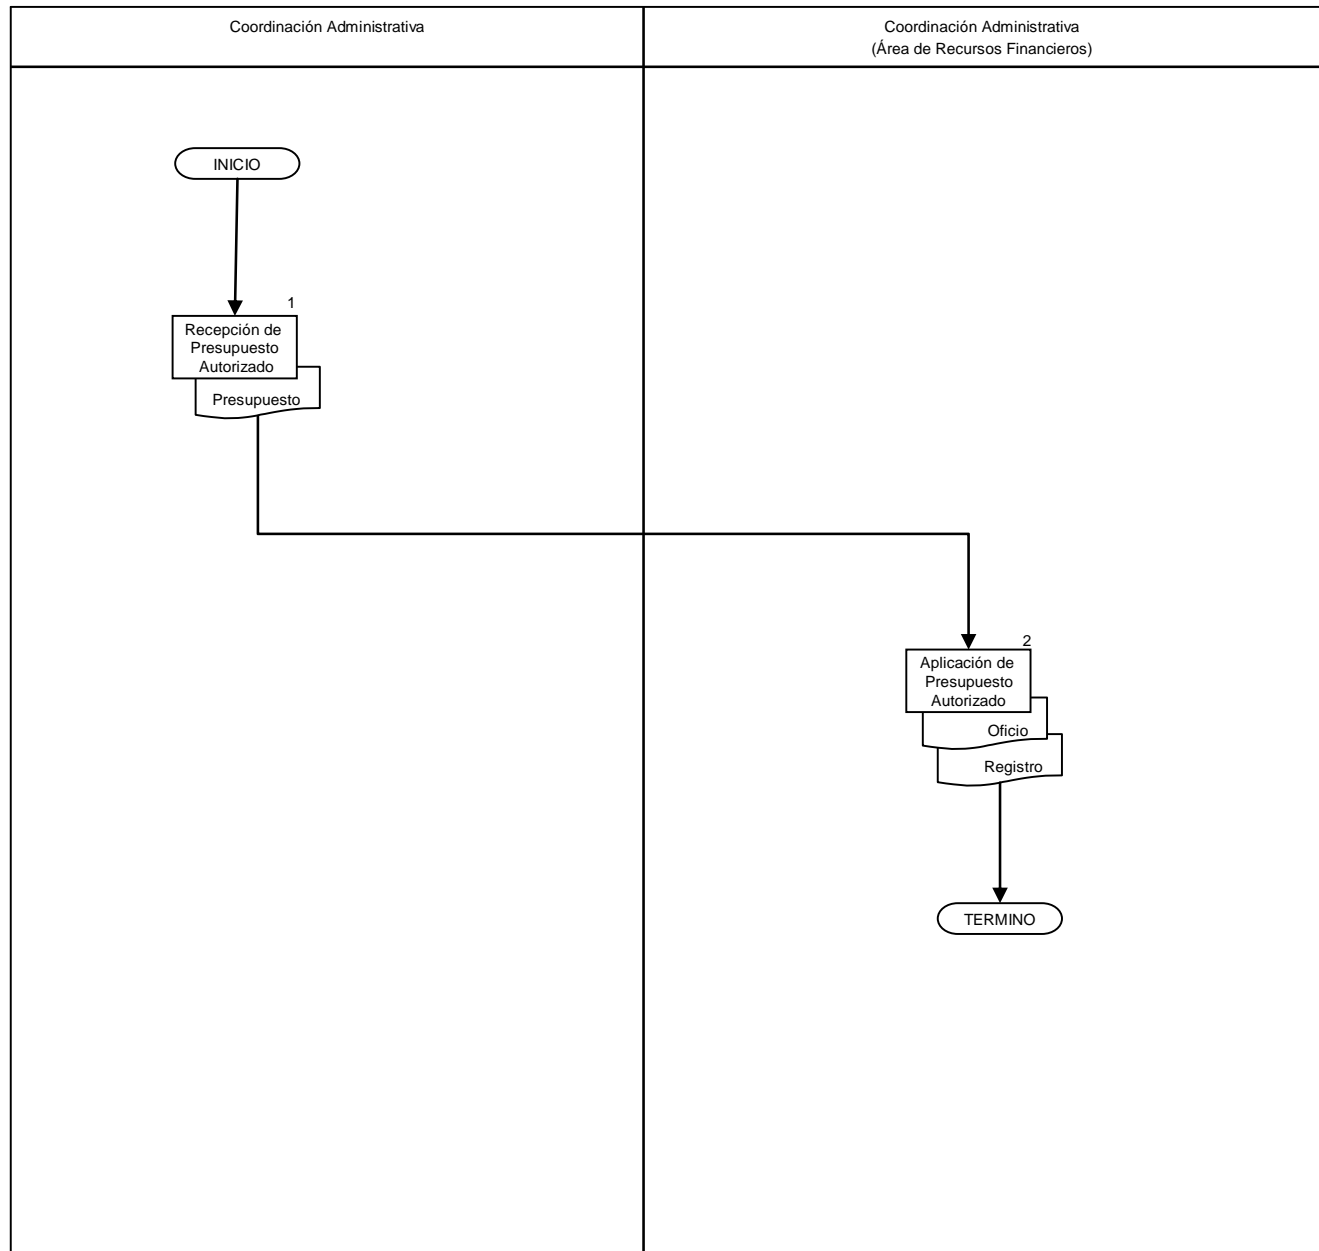 Coordinación Administrativa
Coordinación Administrativa
(Área de Recursos Financieros)
INICIO
1
Recepción de
Presupuesto
Autorizado
Presupuesto
2
Aplicación de
Presupuesto
Autorizado
Oficio
Registro
TERMINO